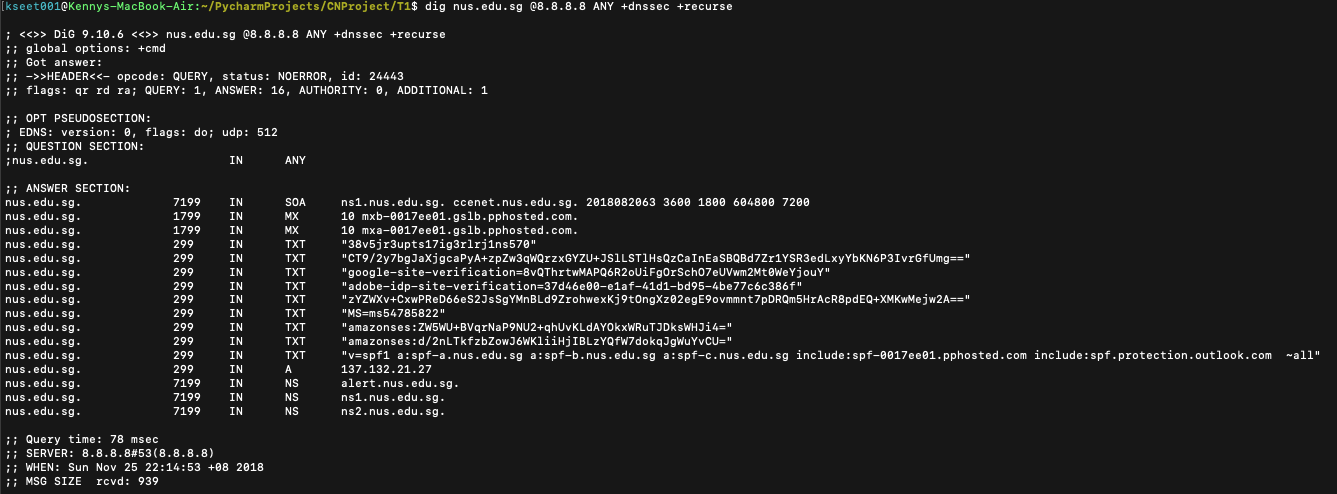 [kseet001@Kennys-MacBook-Air:~/PycharmProjects/CNProject/T1$ dig nus.edu.sg @8.8.8.8 ANY +dnssec +recurse
; <<>> DiG 9.10.6 <<>> nus.edu.sg @8.8.8.8 ANY +dnssec +recurse
;; global options: +cmd
;; Got answer:
;; ->>HEADER<<- opcode: QUERY, status: NOERROR, id: 24443
;; flags: qr rd ra; QUERY: 1, ANSWER: 16, AUTHORITY: 0, ADDITIONAL: 1
;; OPT PSEUDOSECTION:
; EDNS: version: 0, flags: do; udp: 512
;; QUESTION SECTION:
;nus.edu.sg. IN ANY
;; ANSWER SECTION:
nus.edu.sg. 7199 IN SOA ns1.nus.edu.sg. ccenet.nus.edu.sg. 2018082063 3600 1800 604800 7200
nus.edu.sg. 1799 IN MX 10 mxb-0017ee01.gslb.pphosted.com.
nus.edu.sg. 1799 IN MX 10 mxa-0017ee01.gslb.pphosted.com.
nus.edu.sg. 299 IN TXT "38v5jr3upts17ig3rlrj1ns570"
nus.edu.sg. 299 IN TXT "CT9/2y7bgJaXjgcaPyA+zpZw3qWQrzxGYZU+JSlLSTlHsQzCaInEaSBQBd7Zr1YSR3edLxyYbKN6P3IvrGfUmg=="
nus.edu.sg. 299 IN TXT "google-site-verification=8vQThrtwMAPQ6R2oUiFgOrSchO7eUVwm2Mt0WeYjouY"
nus.edu.sg. 299 IN TXT "adobe-idp-site-verification=37d46e00-e1af-41d1-bd95-4be77c6c386f"
nus.edu.sg. 299 IN TXT "zYZWXv+CxwPReD66eS2JsSgYMnBLd9ZrohwexKj9tOngXz02egE9ovmmnt7pDRQm5HrAcR8pdEQ+XMKwMejw2A=="
nus.edu.sg. 299 IN TXT "MS=ms54785822"
nus.edu.sg. 299 IN TXT "amazonses:ZW5WU+BVqrNaP9NU2+qhUvKLdAYOkxWRuTJDksWHJi4="
nus.edu.sg. 299 IN TXT "amazonses:d/2nLTkfzbZowJ6WKliiHjIBLzYQfW7dokqJgWuYvCU="
nus.edu.sg. 299 IN TXT "v=spf1 a:spf-a.nus.edu.sg a:spf-b.nus.edu.sg a:spf-c.nus.edu.sg include:spf-0017ee01.pphosted.com include:spf.protection.outlook.com  ~all"
nus.edu.sg. 299 IN A 137.132.21.27
nus.edu.sg. 7199 IN NS alert.nus.edu.sg.
nus.edu.sg. 7199 IN NS ns1.nus.edu.sg.
nus.edu.sg. 7199 IN NS ns2.nus.edu.sg.
;; Query time: 78 msec
;; SERVER: 8.8.8.8#53(8.8.8.8)
;; WHEN: Sun Nov 25 22:14:53 +08 2018
;; MSG SIZE  rcvd: 939